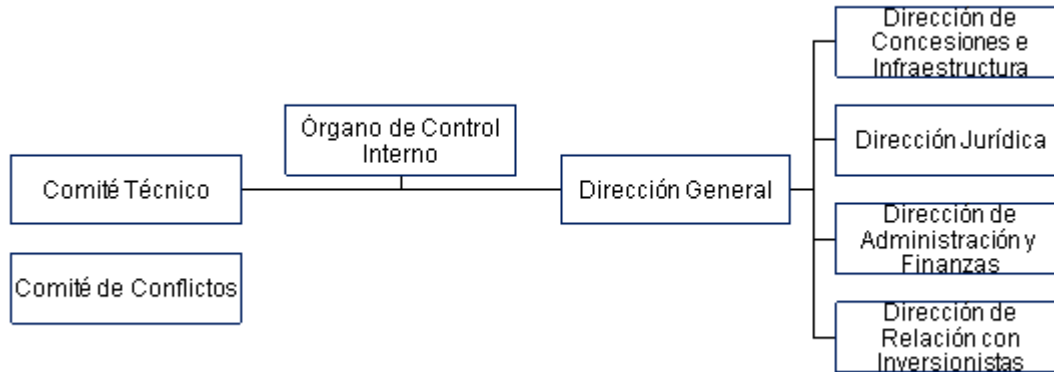 Dirección de
Concesiones e
Infraestructura
Órgano de Control
Interno
Dirección Jurídica
Comité Técnico
Dirección General
Dirección de
Administración y
Finanzas
Comité de Conflictos
Dirección de
Relación con
Inversionistas